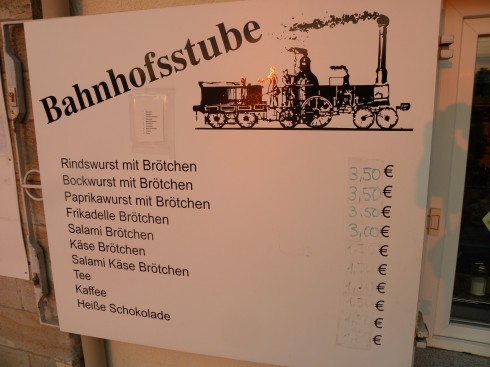 Bahnhofsstube
Rindswurst mit Brötchen 3,50 €
Bockwurst mit Brötchen 3,50 €
Paprikawurst mit Brötchen 3.50 €
Frikadelle Brötchen 3,00 €
Salami Brötchen €
Käse Brötchen €
Salami Käse Brötchen €
Tee €
Kaffee €
Heiße Schokolade €